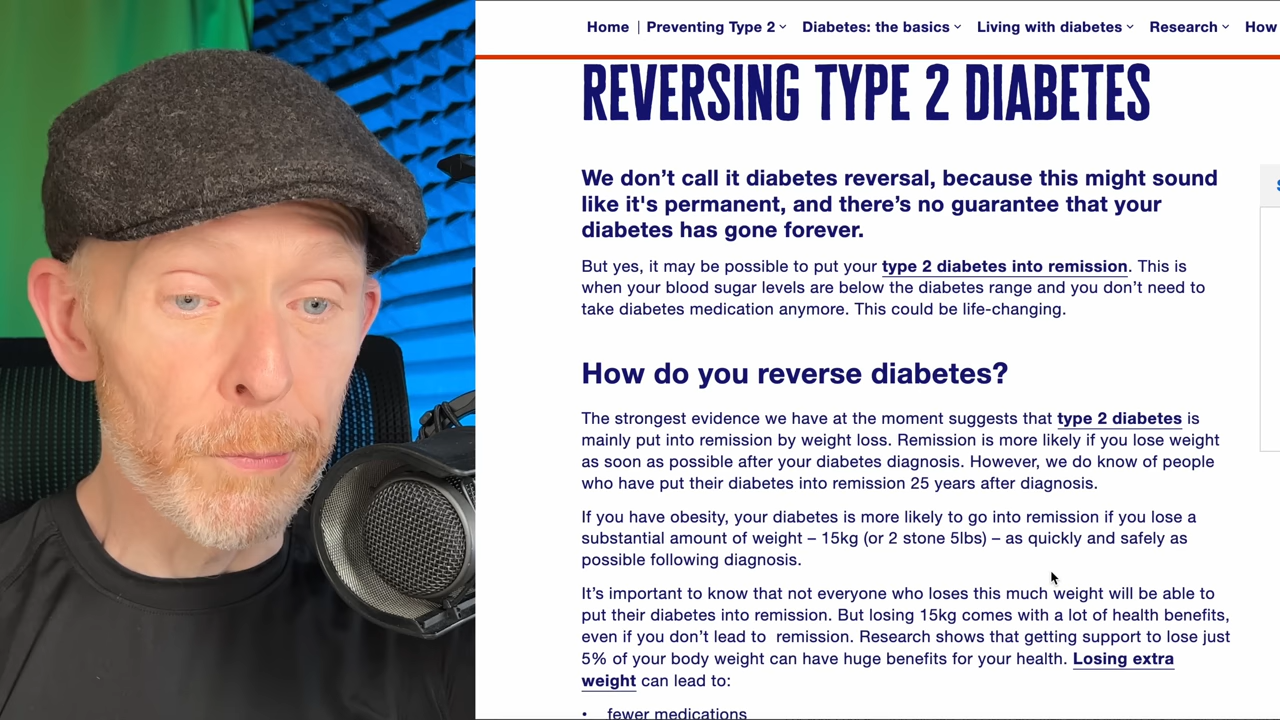 Home | Preventing Type 2 Diabetes: the basics Living with diabetes Research How
REVERSING TYPE 2 DIABETES
We don’t call it diabetes reversal, because this might sound
like it's permanent, and there’s no guarantee that your
diabetes has gone forever.
But yes, it may be possible to put your type 2 diabetes into remission. This is
when your blood sugar levels are below the diabetes range and you don’t need to
take diabetes medication anymore. This could be life-changing.
How do you reverse diabetes?
The strongest evidence we have at the moment suggests that type 2 diabetes is
mainly put into remission by weight loss. Remission is more likely if you lose weight
as soon as possible after your diabetes diagnosis. However, we do know of people
who have put their diabetes into remission 25 years after diagnosis.
If you have obesity, your diabetes is more likely to go into remission if you lose a
substantial amount of weight – 15kg (or 2 stone 5lbs) – as quickly and safely as
possible following diagnosis.
It’s important to know that not everyone who loses this much weight will be able to
put their diabetes into remission. But losing 15kg comes with a lot of health benefits,
even if you don’t lead to remission. Research shows that getting support to lose just
5% of your body weight can have huge benefits for your health. Losing extra
weight can lead to:
• fewer medications